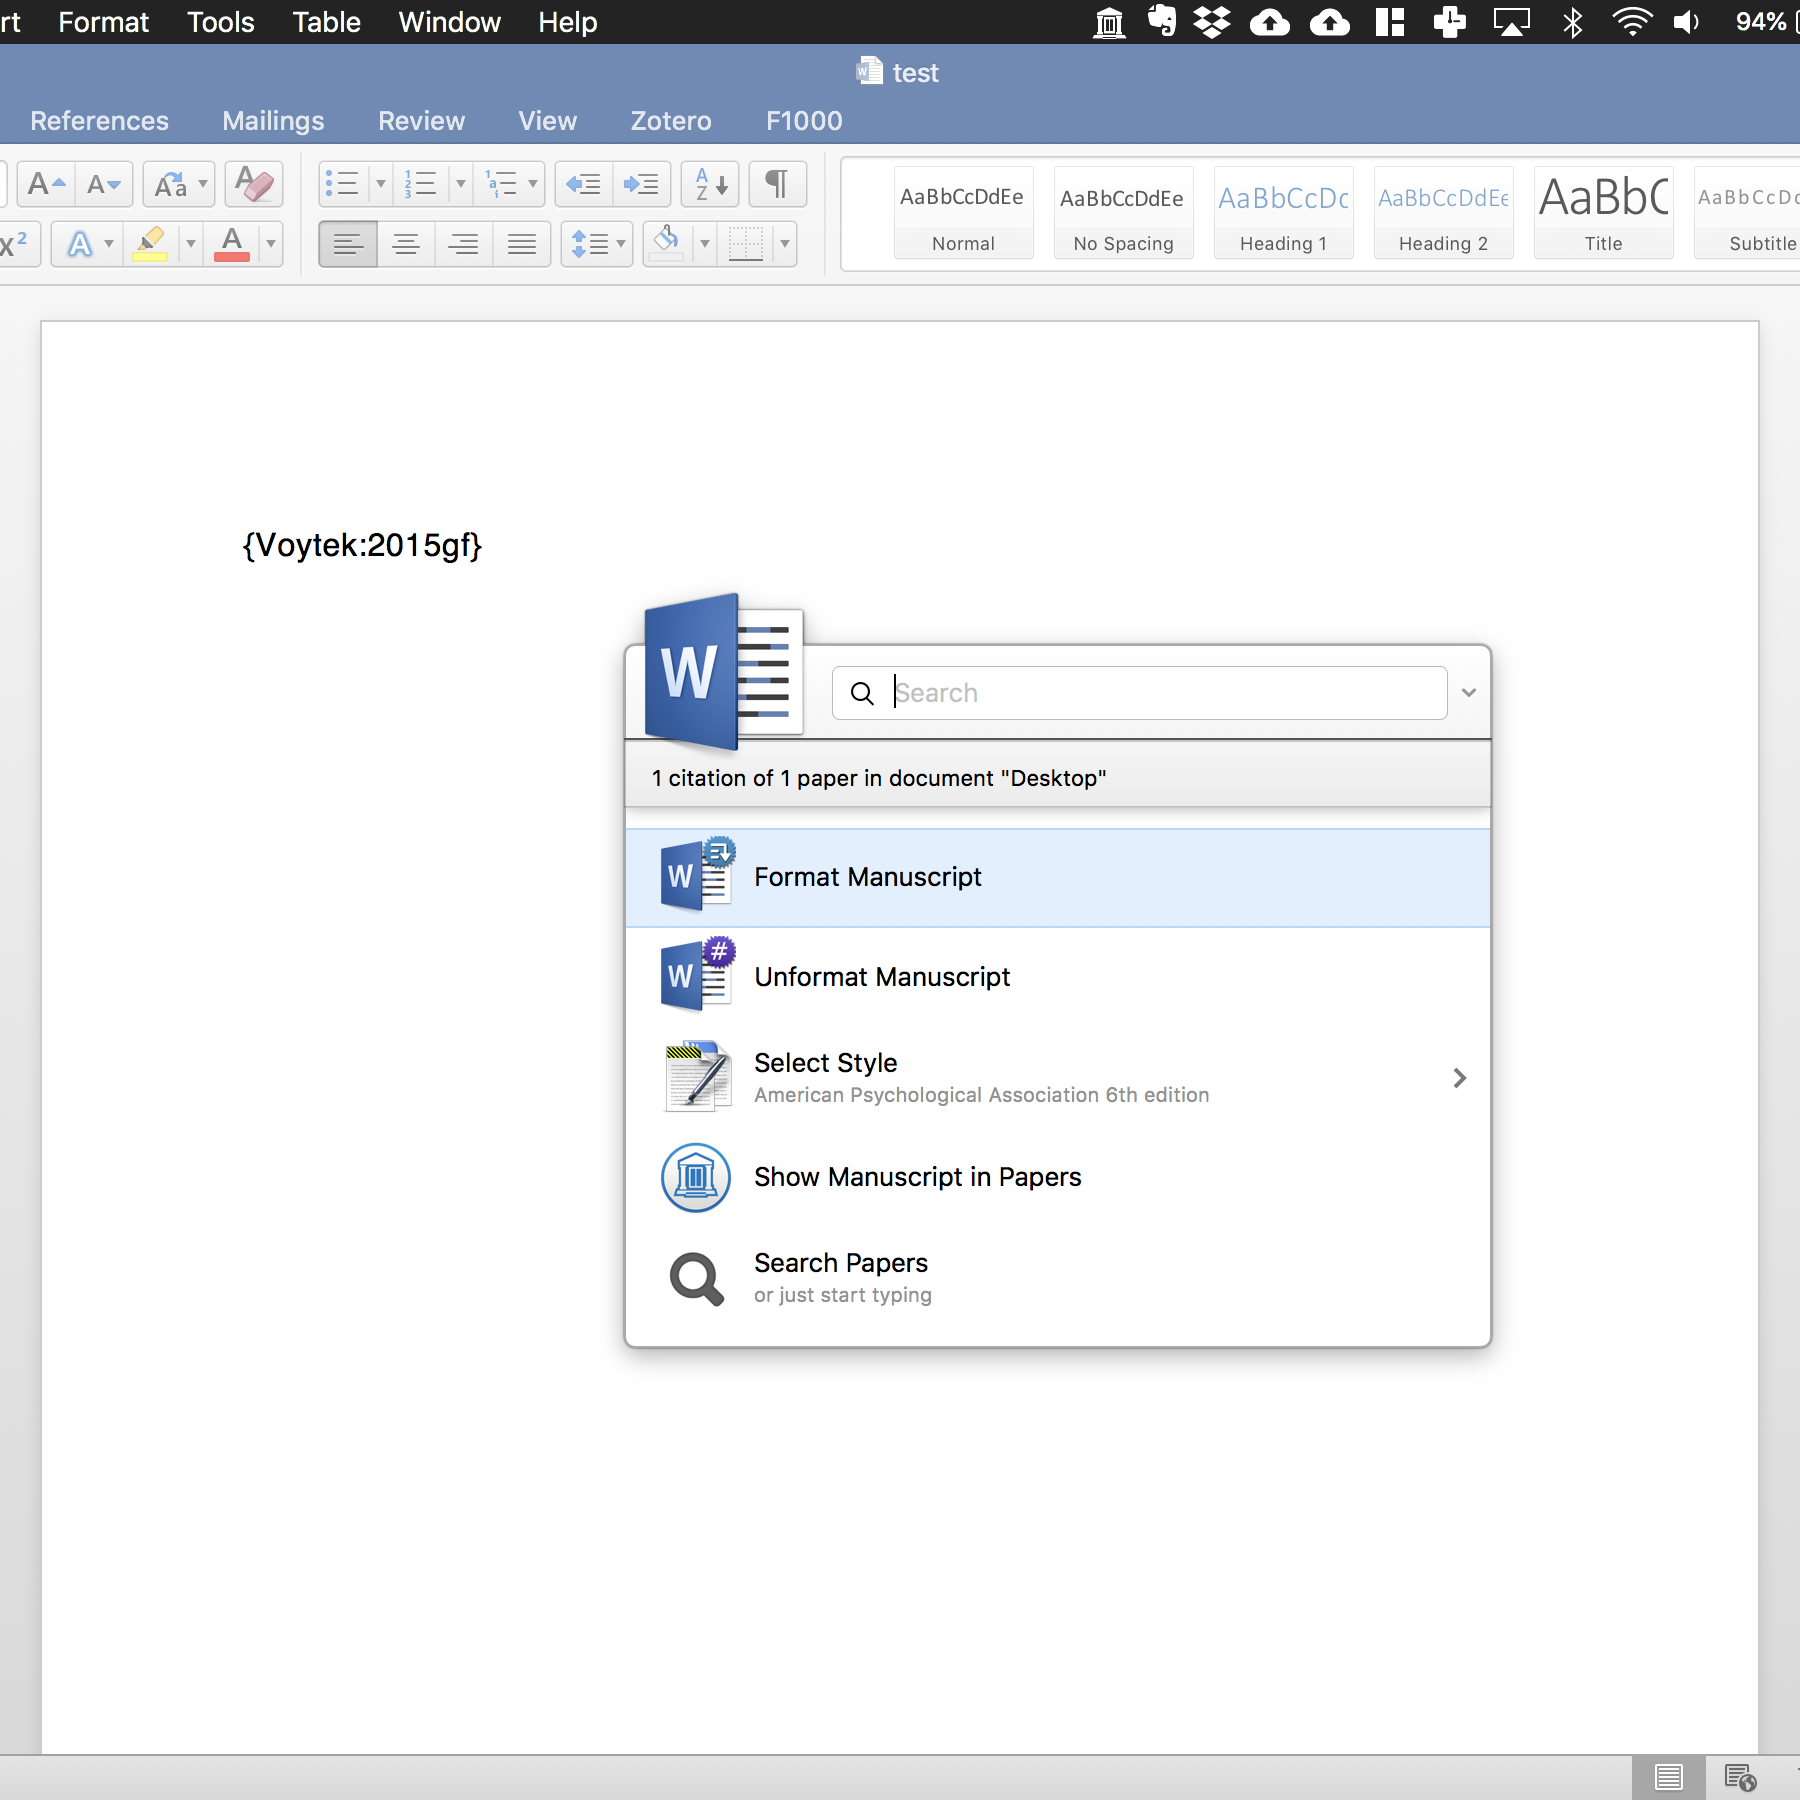 rt Format Tools Table Window Help 94%
test
References Mailings Review View Zotero F1000
AaBbCcDdEe AaBbCcDdEe AaBbCcDc AaBbCcDdEe AaBbC AaBbCcDc
Normal No Spacing Heading 1 Heading 2 Title Subtitle
{Voytek:2015gf}
Search
1 citation of 1 paper in document "Desktop"
Format Manuscript
Unformat Manuscript
Select Style
American Psychological Association 6th edition
Show Manuscript in Papers
Search Papers
or just start typing